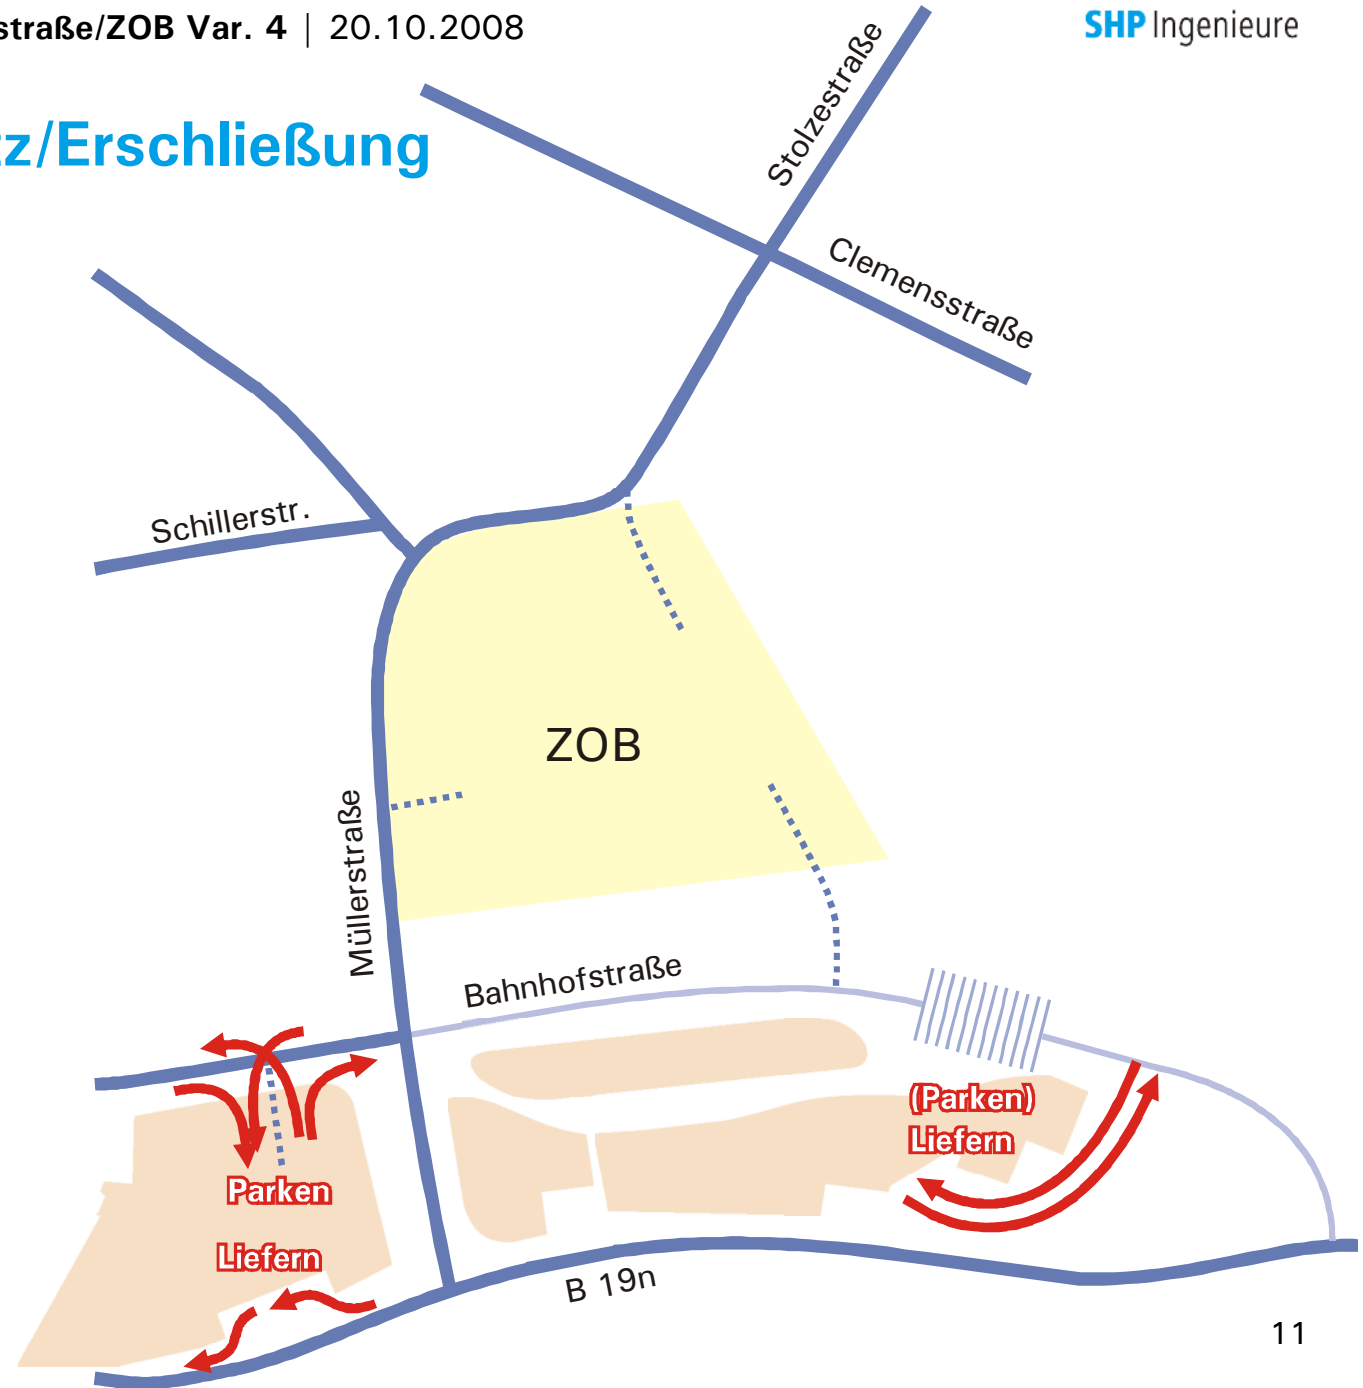 straße/ZOB Var. 4 | 20.10.2008
SHP Ingenieure
tz/Erschließung
Stolzestraße
Clemensstraße
Schillerstr.
ZOB
Müllerstraße
Bahnhofstraße
(Parken)
Liefern
Parken
Liefern
B 19n
11